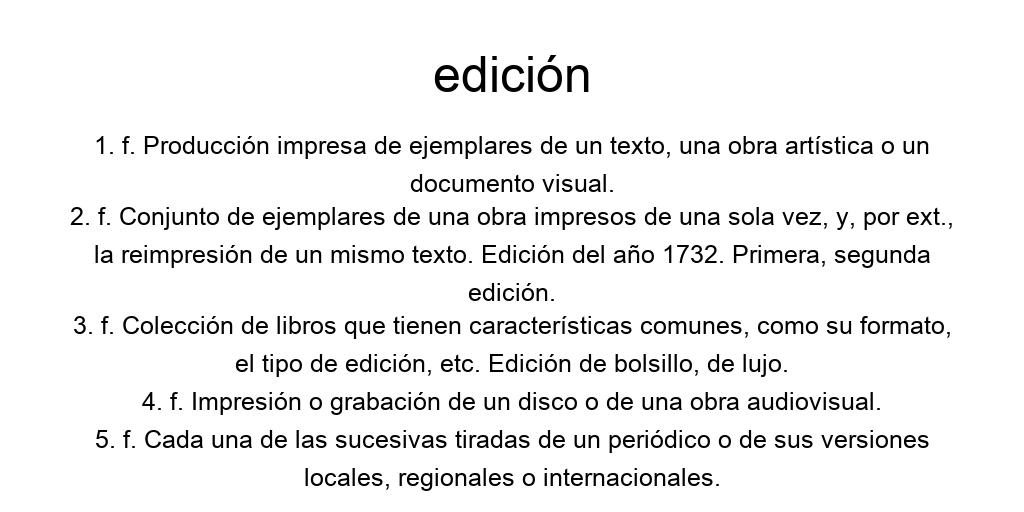 edición
1. f. Producción impresa de ejemplares de un texto, una obra artística o un
documento visual.
2. f. Conjunto de ejemplares de una obra impresos de una sola vez, y, por ext.,
la reimpresión de un mismo texto. Edición del año 1732. Primera, segunda
edición.
3. f. Colección de libros que tienen características comunes, como su formato,
el tipo de edición, etc. Edición de bolsillo, de lujo.
4. f. Impresión o grabación de un disco o de una obra audiovisual.
5. f. Cada una de las sucesivas tiradas de un periódico o de sus versiones
locales, regionales o internacionales.